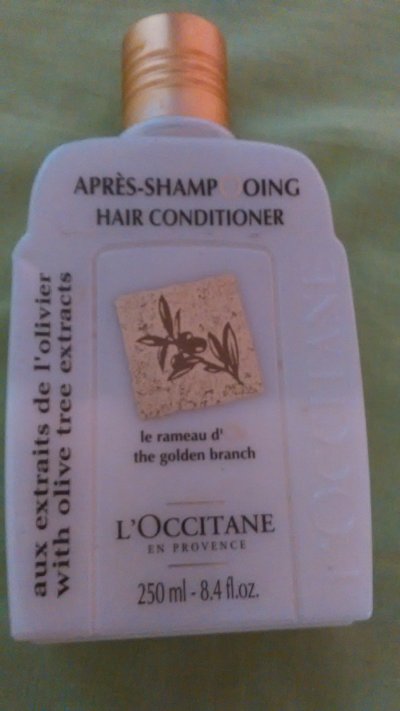 APRÈS-SHAMP OING
HAIR CONDITIONER
aux extraits de l'olivier
with olive tree extracts
le rameau d'
the golden branch
L'OCCITANE
EN PROVENCE
250 ml - 8.4 fl.oz.
L'OCCITANE